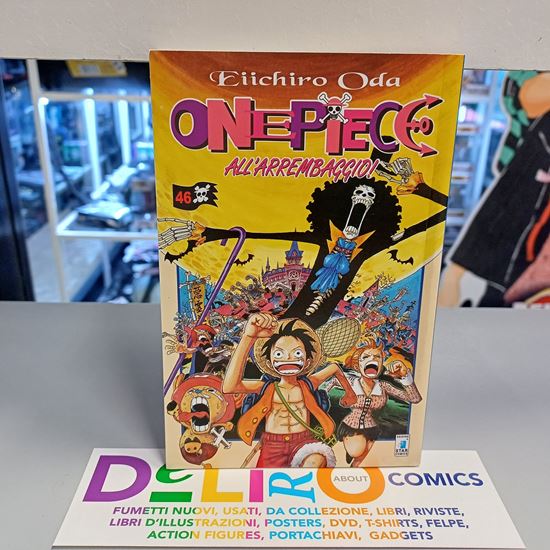 Eiichiro Oda
ONE PIECE
ALL'ARREMBAGGIO!
46
STAR
COMICS
DELIRO ABOUT COMICS
FUMETTI NUOVI, USATI, DA COLLEZIONE, LIBRI, RIVISTE,
LIBRI D'ILLUSTRAZIONI, POSTERS, DVD, T-SHIRTS, FELPE,
ACTION FIGURES, PORTACHIAVI, GADGETS